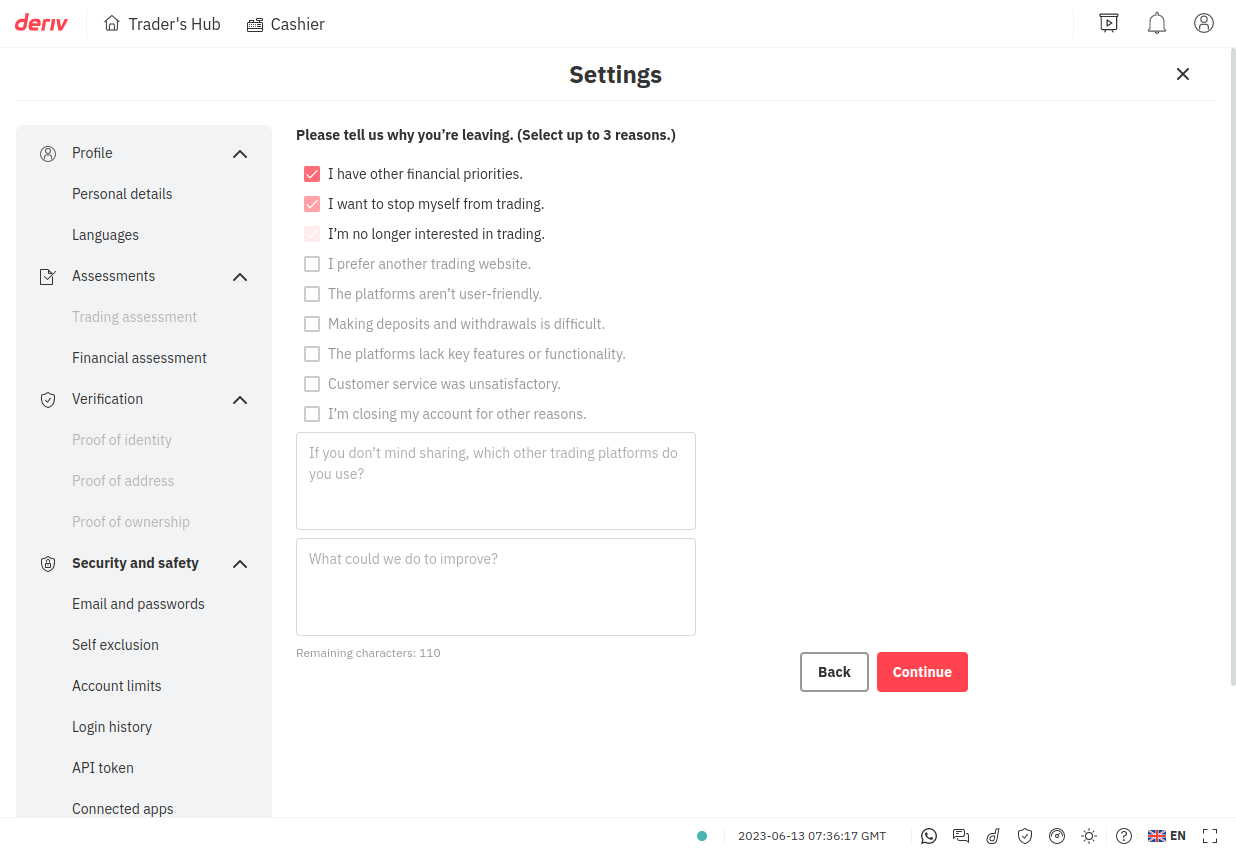 deriv
Trader's Hub
Cashier
Settings
Profile
Personal details
Languages
Assessments
Trading assessment
Financial assessment
Verification
Proof of identity
Proof of address
Proof of ownership
Security and safety
Email and passwords
Self exclusion
Account limits
Login history
API token
Connected apps
Please tell us why you’re leaving. (Select up to 3 reasons.)
I have other financial priorities.
I want to stop myself from trading.
I’m no longer interested in trading.
I prefer another trading website.
The platforms aren’t user-friendly.
Making deposits and withdrawals is difficult.
The platforms lack key features or functionality.
Customer service was unsatisfactory.
I’m closing my account for other reasons.
If you don’t mind sharing, which other trading platforms do
you use?
What could we do to improve?
Remaining characters: 110
Back
Continue
2023-06-13 07:36:17 GMT
EN